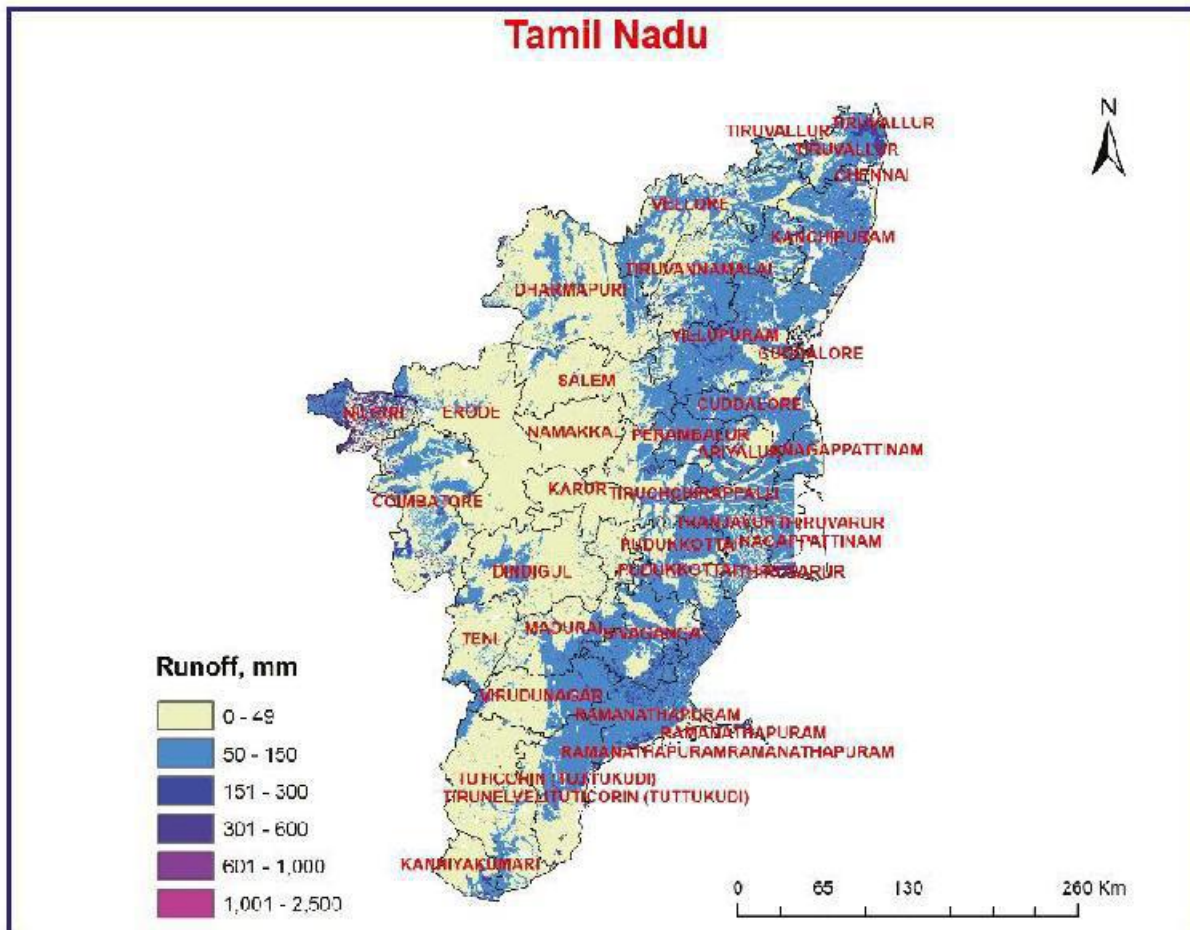 Tamil Nadu
N
TIRUVALLUR
TIRUVALLUR
TIRUVALLUR
CHENNAI
VELLORE
KANCHIPURAM
TIRUVANNAMALAI
DHARMAPURI
VILLUPURAM
CUDDALORE
SALEM
NILGIRI
ERODE
CUDDALORE
NAMAKKAL
PERAMBALUR
ARIYALUR
NAGAPPATTINAM
KARUR
TIRUCHCHIRAPPALLI
COIMBATORE
THANJAVUR
THIRUVARUR
PUDUKKOTTAI
NAGAPPATTINAM
DINDIGUL
PUDUKKOTTAI
THIRUVARUR
MADURAI
SIVAGANGA
TENI
VIRUDUNAGAR
RAMANATHAPURAM
RAMANATHAPURAM
RAMANATHAPURAM
RAMANATHAPURAM
TUTICORIN (TUTTUKUDI)
TIRUNELVELI
TUTICORIN (TUTTUKUDI)
KANNIYAKUMARI
Runoff, mm
0 - 49
50 - 150
151 - 300
301 - 600
601 - 1,000
1,001 - 2,500
0 65 130 260 Km